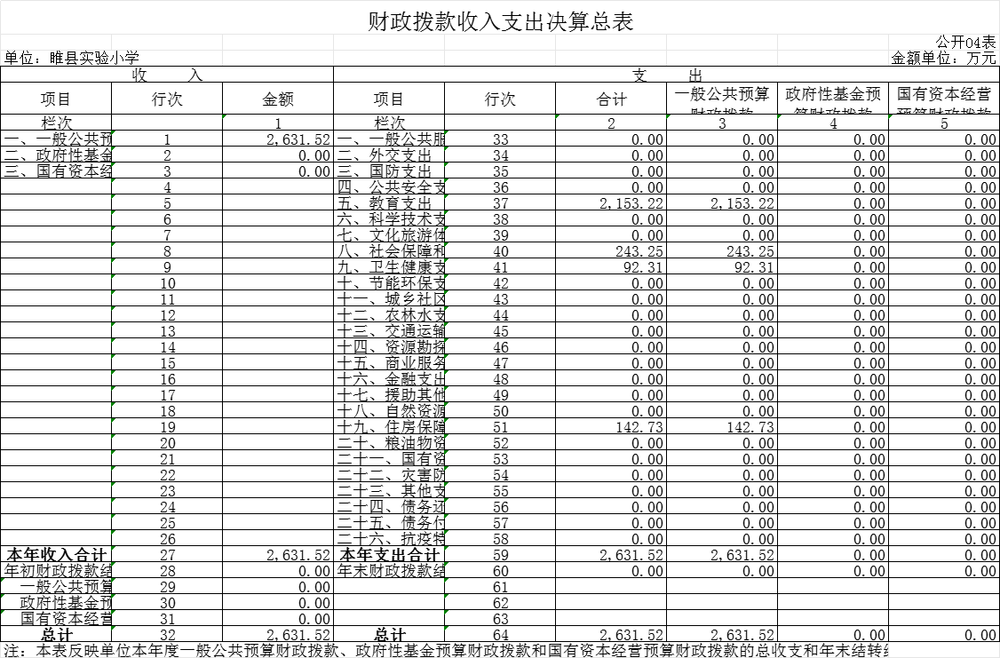 财政拨款收入支出决算总表
公开04表
单位：睢县实验小学 金额单位：万元
收 入 支 出
项目 行次 金额 项目 行次 合计 一般公共预算财政拨款 政府性基金预算财政拨款 国有资本经营预算财政拨款
栏次 1 栏次 2 3 4 5
一、一般公共预 1 2,631.52 一、一般公共服 33 0.00 0.00 0.00 0.00
二、政府性基金 2 0.00 二、外交支出 34 0.00 0.00 0.00 0.00
三、国有资本经 3 0.00 三、国防支出 35 0.00 0.00 0.00 0.00
4 四、公共安全支 36 0.00 0.00 0.00 0.00
5 五、教育支出 37 2,153.22 2,153.22 0.00 0.00
6 六、科学技术支 38 0.00 0.00 0.00 0.00
7 七、文化旅游体 39 0.00 0.00 0.00 0.00
8 八、社会保障和 40 243.25 243.25 0.00 0.00
9 九、卫生健康支 41 92.31 92.31 0.00 0.00
10 十、节能环保支 42 0.00 0.00 0.00 0.00
11 十一、城乡社区 43 0.00 0.00 0.00 0.00
12 十二、农林水支 44 0.00 0.00 0.00 0.00
13 十三、交通运输 45 0.00 0.00 0.00 0.00
14 十四、资源勘探 46 0.00 0.00 0.00 0.00
15 十五、商业服务 47 0.00 0.00 0.00 0.00
16 十六、金融支出 48 0.00 0.00 0.00 0.00
17 十七、援助其他 49 0.00 0.00 0.00 0.00
18 十八、自然资源 50 0.00 0.00 0.00 0.00
19 十九、住房保障 51 142.73 142.73 0.00 0.00
20 二十、粮油物资 52 0.00 0.00 0.00 0.00
21 二十一、国有资 53 0.00 0.00 0.00 0.00
22 二十二、灾害防 54 0.00 0.00 0.00 0.00
23 二十三、其他支 55 0.00 0.00 0.00 0.00
24 二十四、债务还 56 0.00 0.00 0.00 0.00
25 二十五、债务付 57 0.00 0.00 0.00 0.00
26 二十六、抗疫特 58 0.00 0.00 0.00 0.00
本年收入合计 27 2,631.52 本年支出合计 59 2,631.52 2,631.52 0.00 0.00
年初财政拨款结 28 0.00 年末财政拨款结 60 0.00 0.00 0.00 0.00
一般公共预算 29 0.00 61
政府性基金预 30 0.00 62
国有资本经营 31 0.00 63
总计 32 2,631.52 总计 64 2,631.52 2,631.52 0.00 0.00
注：本表反映单位本年度一般公共预算财政拨款、政府性基金预算财政拨款和国有资本经营预算财政拨款的总收支和年末结转结